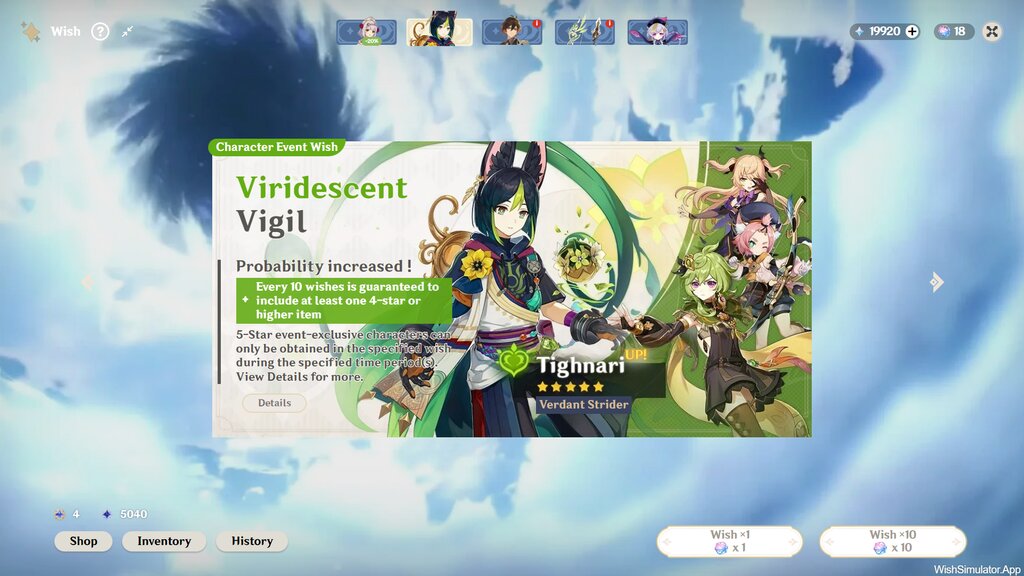 Wish
?
-20%
!
!
19920
18
Character Event Wish
Viridescent
Vigil
Probability increased!
Every 10 wishes is guaranteed to
include at least one 4-star or
higher item
5-Star event-exclusive characters can
only be obtained in the specified wish
during the specified time period(s).
View Details for more.
Details
UP!
Tighnari
Verdant Strider
4
5040
Shop
Inventory
History
Wish ×1
x 1
Wish ×10
x 10
WishSimulator.App